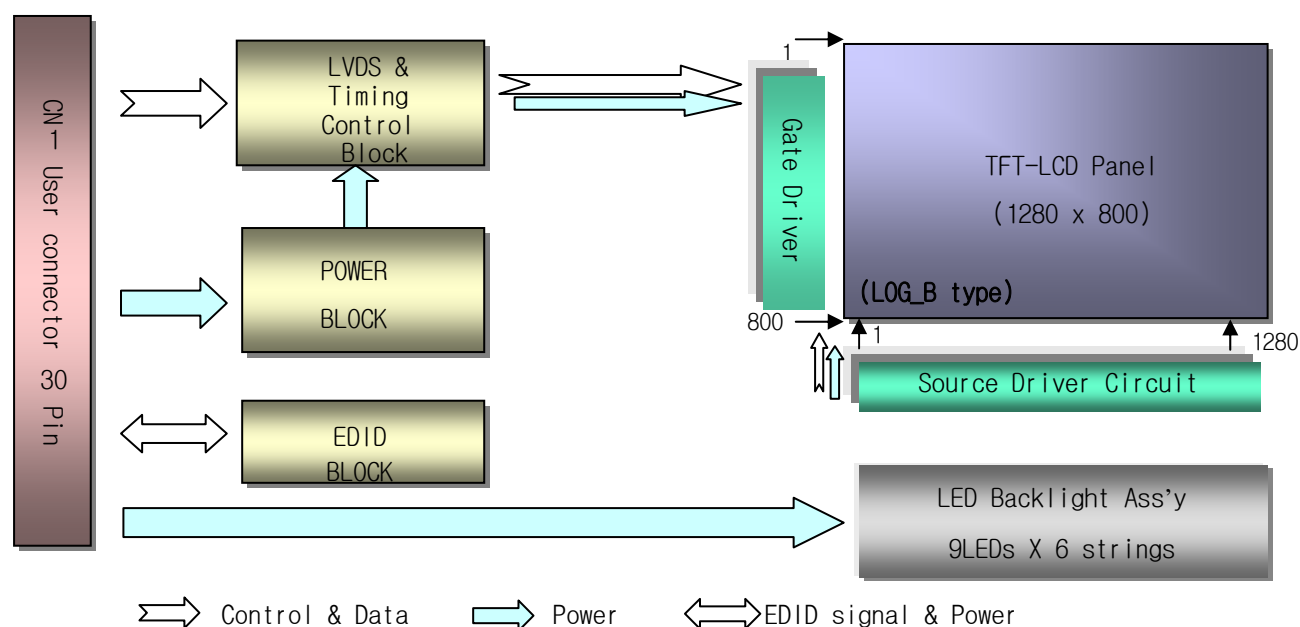 CN-1 User connector 30 Pin
LVDS &
Timing
Control
Block
POWER
BLOCK
EDID
BLOCK
1
Gate Driver
800
TFT-LCD Panel
(1280 x 800)
(LOG_B type)
1
1280
Source Driver Circuit
LED Backlight Ass’y
9LEDs X 6 strings
Control & Data
Power
EDID signal & Power